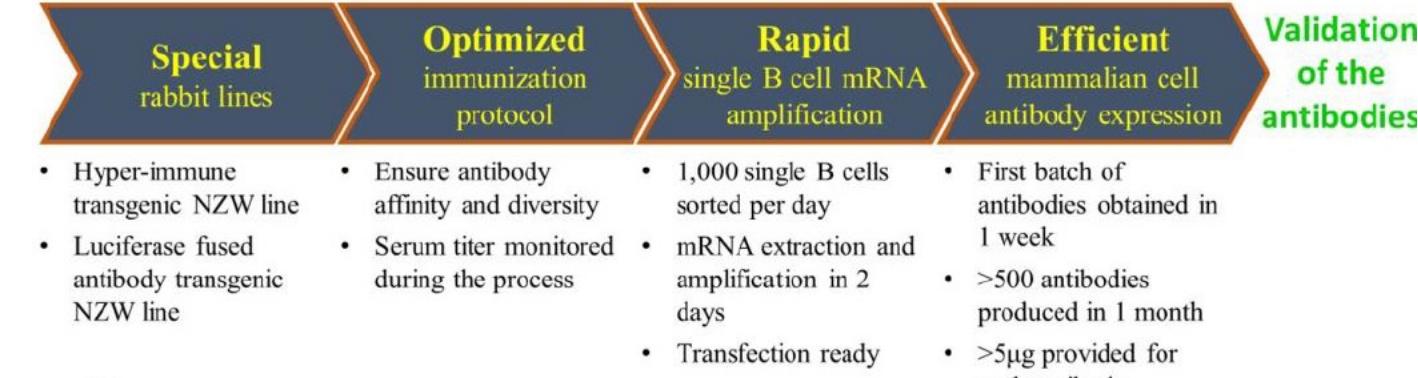 Special
rabbit lines
Optimized
immunization
protocol
Rapid
single B cell mRNA
amplification
Efficient
mammalian cell
antibody expression
Validation
of the
antibodies
• Hyper-immune
transgenic NZW line
• Luciferase fused
antibody transgenic
NZW line
• Ensure antibody
affinity and diversity
• Serum titer monitored
during the process
• 1,000 single B cells
sorted per day
• mRNA extraction and
amplification in 2
days
• Transfection ready
• First batch of
antibodies obtained in
1 week
• >500 antibodies
produced in 1 month
• >5μg provided for